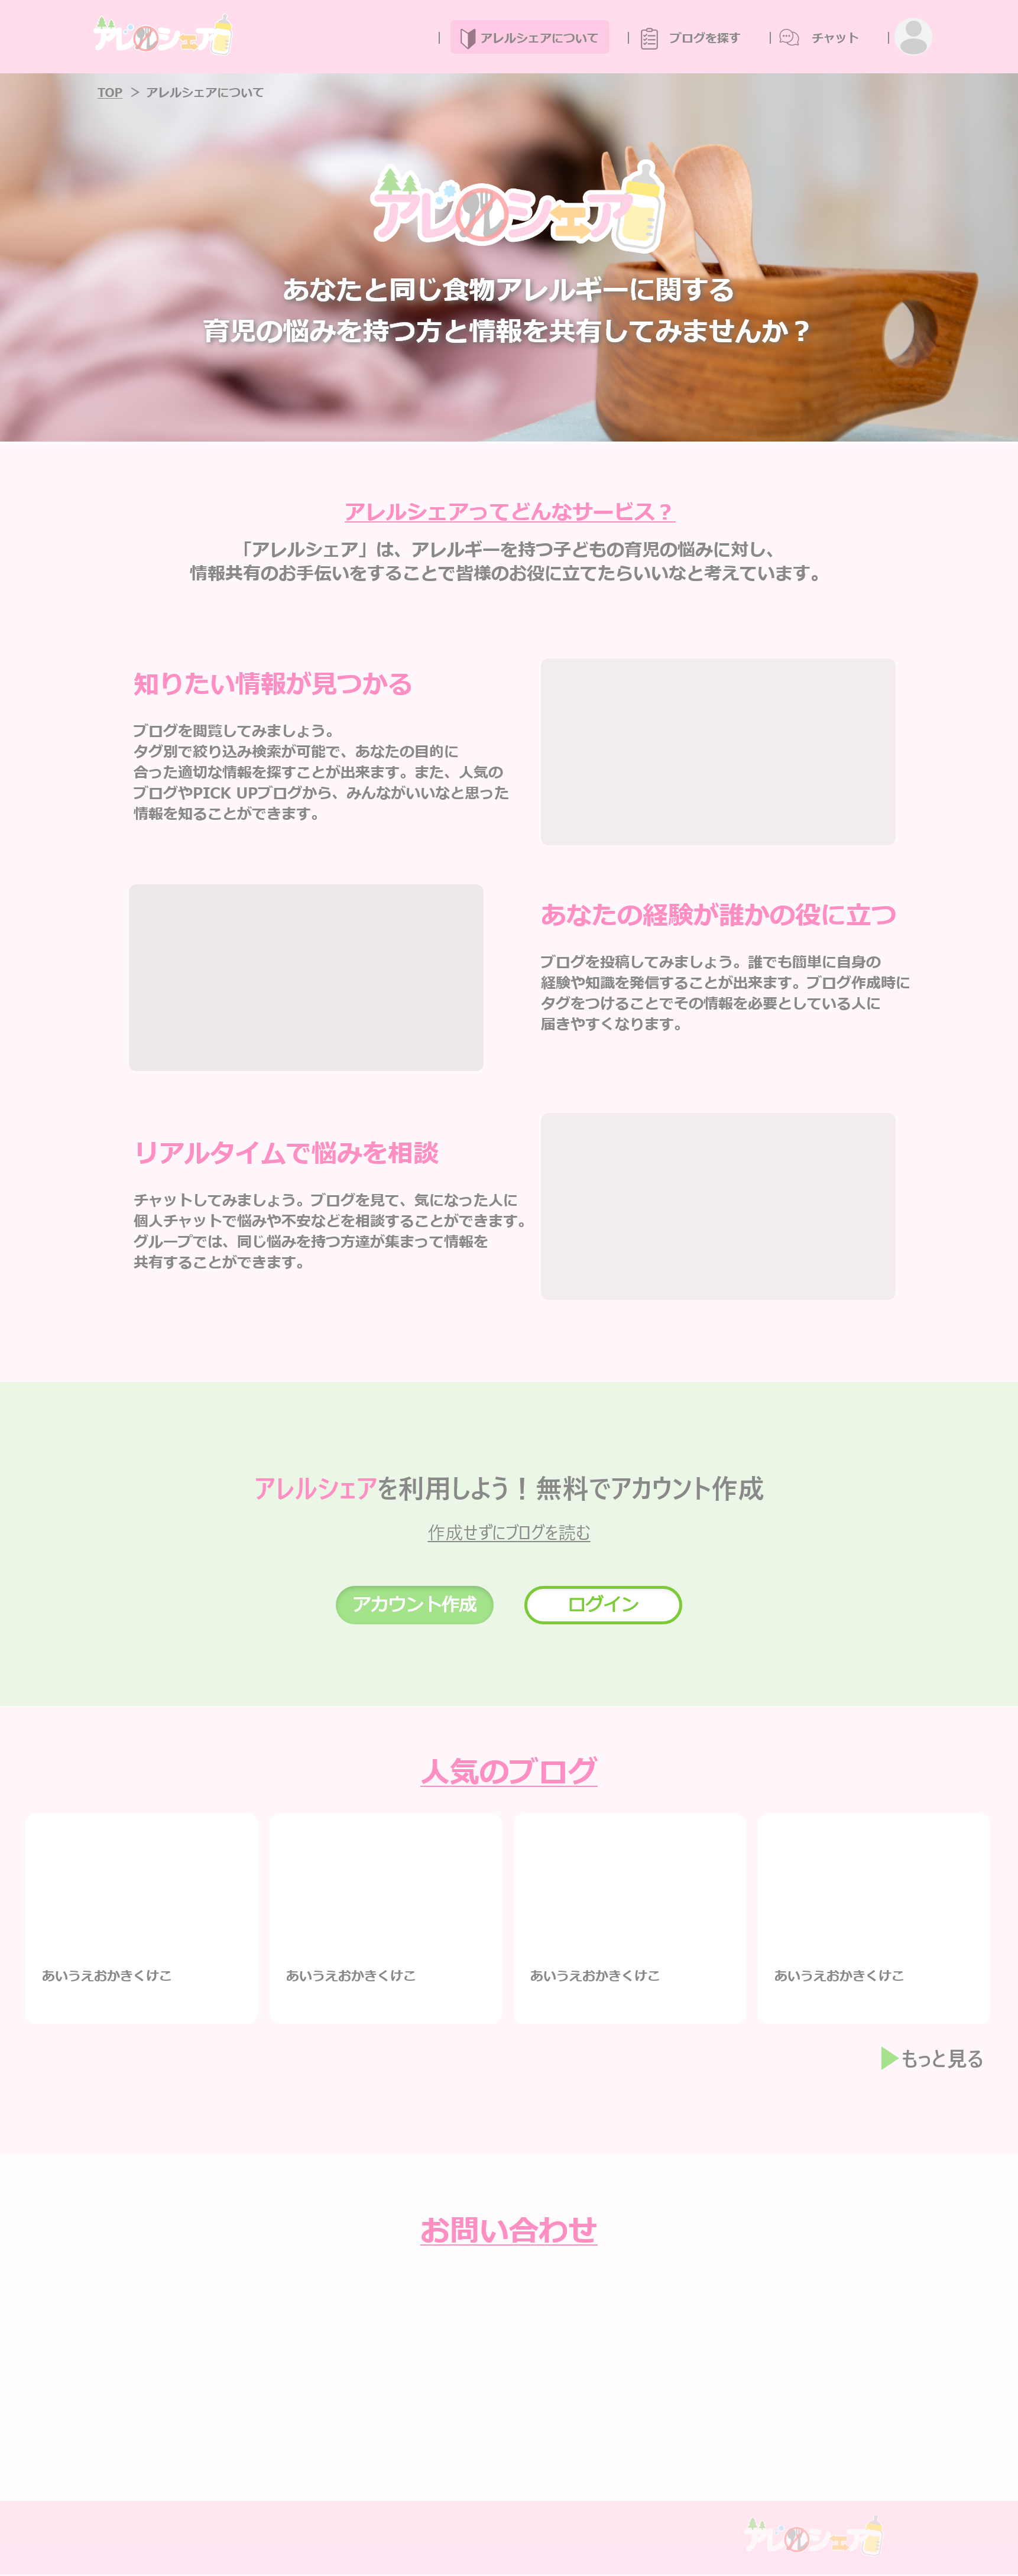 アレルシェア
アレルシェアについて
ブログを探す
チャット
TOP > アレルシェアについて
アレルシェア
あなたと同じ食物アレルギーに関する
育児の悩みを持つ方と情報を共有してみませんか？
アレルシェアってどんなサービス？
「アレルシェア」は、アレルギーを持つ子どもの育児の悩みに対し、
情報共有のお手伝いをすることで皆様のお役に立てたらいいなと考えています。
知りたい情報が見つかる
ブログを閲覧してみましょう。
タグ別で絞り込み検索が可能で、あなたの目的に
合った適切な情報を探すことが出来ます。また、人気の
ブログやPICK UPブログから、みんながいいなと思った
情報を知ることができます。
あなたの経験が誰かの役に立つ
ブログを投稿してみましょう。誰でも簡単に自身の
経験や知識を発信することが出来ます。ブログ作成時に
タグをつけることでその情報を必要としている人に
届きやすくなります。
リアルタイムで悩みを相談
チャットしてみましょう。ブログを見て、気になった人に
個人チャットで悩みや不安などを相談することができます。
グループでは、同じ悩みを持つ方達が集まって情報を
共有することができます。
アレルシェアを利用しよう！無料でアカウント作成
作成せずにブログを読む
アカウント作成
ログイン
人気のブログ
あいうえおかきくけこ
あいうえおかきくけこ
あいうえおかきくけこ
あいうえおかきくけこ
▶もっと見る
お問い合わせ
アレルシェア